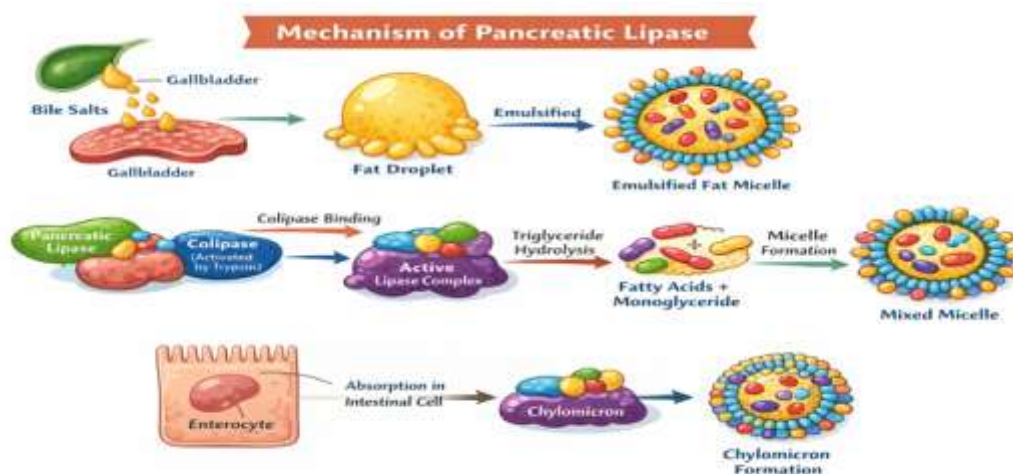 Mechanism of Pancreatic Lipase
Gallbladder
Bile Salts
Gallbladder
Fat Droplet
Emulsified
Emulsified Fat Micelle
Pancreatic
Lipase
Colipase
(Activated
by Trypsin)
Colipase Binding
Active
Lipase Complex
Triglyceride
Hydrolysis
Fatty Acids +
Monoglyceride
Micelle
Formation
Mixed Micelle
Enterocyte
Absorption in
Intestinal Cell
Chylomicron
Chylomicron
Formation